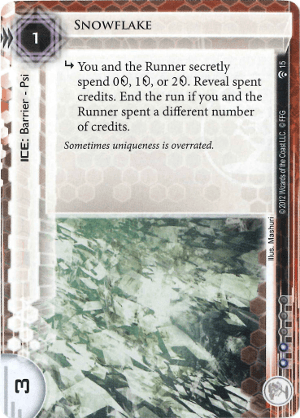 1
SNOWFLAKE
ICE: Barrier - Psi
↳ You and the Runner secretly
spend 0, 1, or 2. Reveal spent
credits. End the run if you and the
Runner spent a different number
of credits.
Sometimes uniqueness is overrated.
15
© 2012 Wizards of the Coast LLC. © FFG
Illus. Mashuri
3